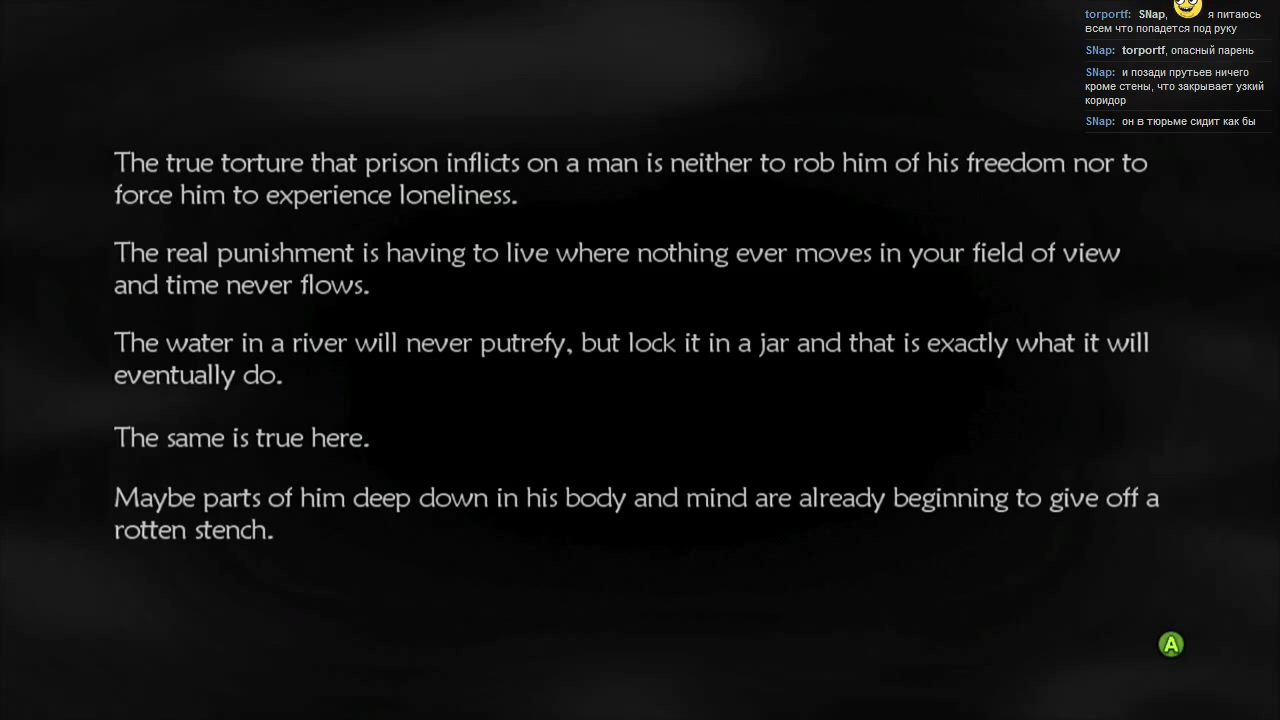 torportf: SNap, я питаюсь
всем что попадется под руку
SNap: torportf, опасный парень
SNap: и позади прутьев ничего
кроме стены, что закрывает узкий
коридор
SNap: он в тюрьме сидит как бы
The true torture that prison inflicts on a man is neither to rob him of his freedom nor to
force him to experience loneliness.
The real punishment is having to live where nothing ever moves in your field of view
and time never flows.
The water in a river will never putrefy, but lock it in a jar and that is exactly what it will
eventually do.
The same is true here.
Maybe parts of him deep down in his body and mind are already beginning to give off a
rotten stench.
A